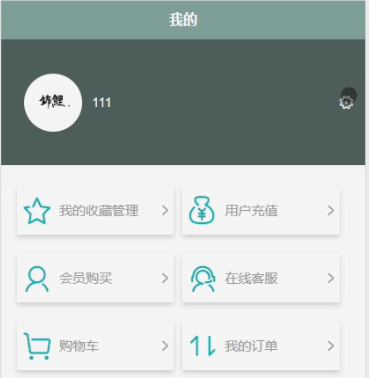 我的
锦鲤.
111
我的收藏管理
用户充值
会员购买
在线客服
购物车
我的订单